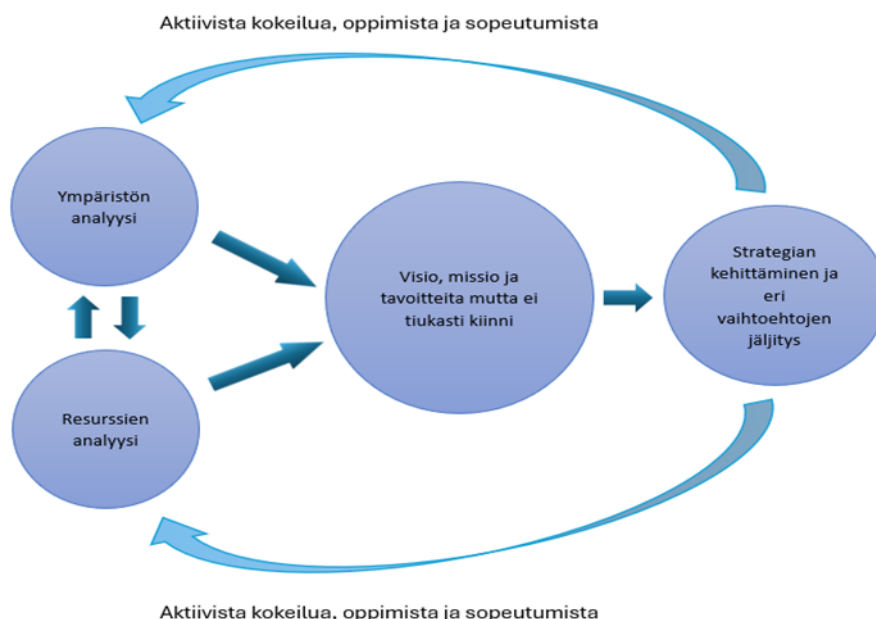 Aktiivista kokeilua, oppimista ja sopeutumista
Ympäristön
analyysi
Visio, missio ja
tavoitteita mutta ei
tiukasti kiinni
Strategian
kehittäminen ja
eri
vaihtoehtojen
jäljitys
Resurssien
analyysi
Aktiivista kokeilua, oppimista ja sopeutumista